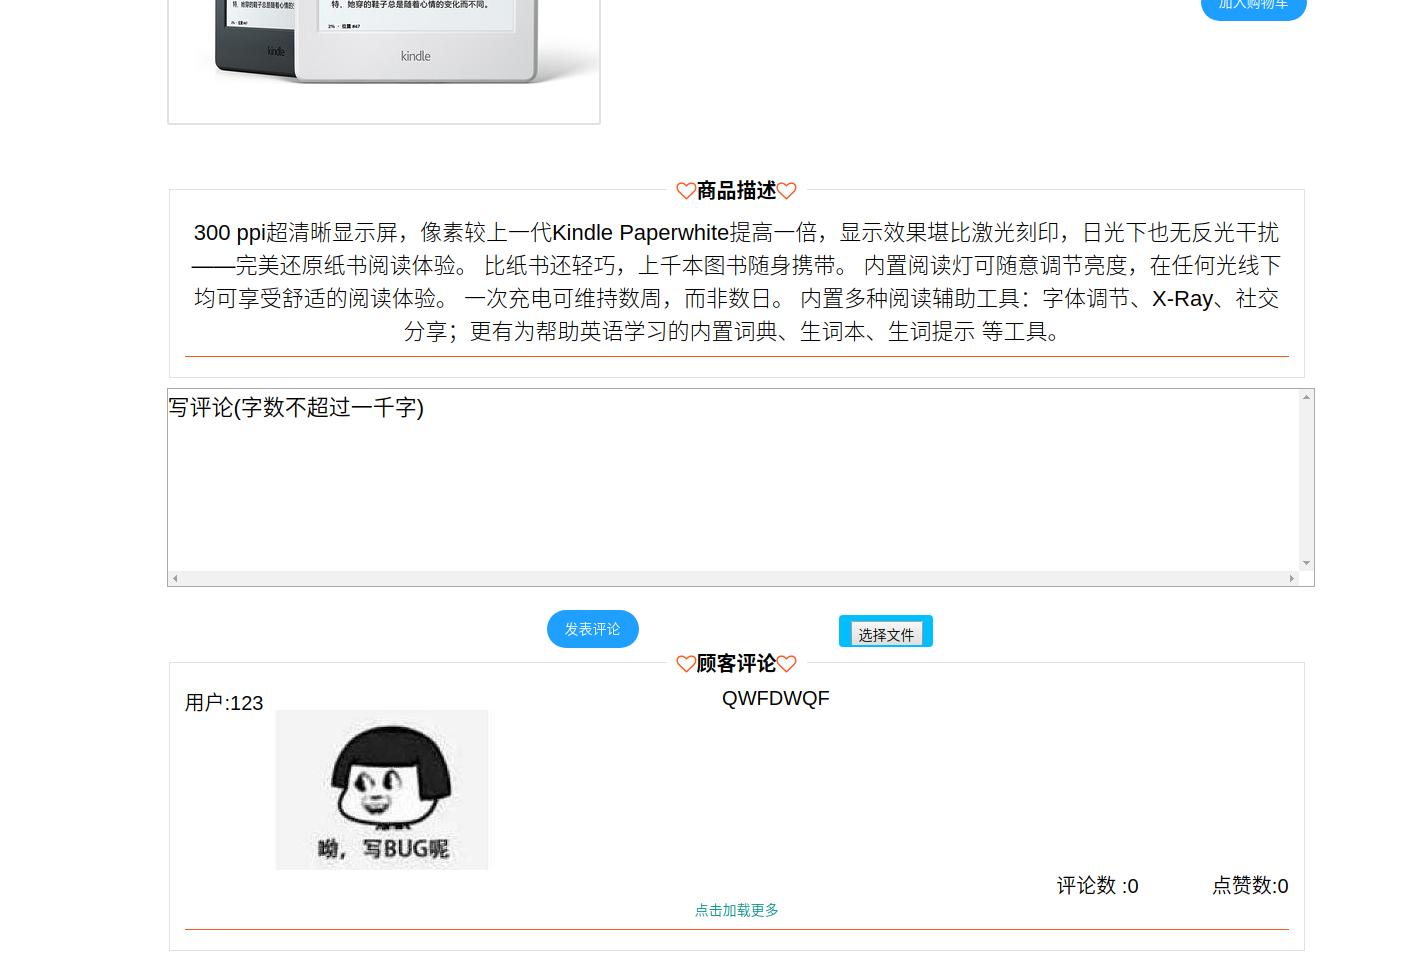 特，她穿的鞋子总是随着心情的变化而不同。
2% · 位置 #47
kindle
kindle
加入购物车
商品描述
300 ppi超清晰显示屏，像素较上一代Kindle Paperwhite提高一倍，显示效果堪比激光刻印，日光下也无反光干扰
——完美还原纸书阅读体验。 比纸书还轻巧，上千本图书随身携带。 内置阅读灯可随意调节亮度，在任何光线下
均可享受舒适的阅读体验。 一次充电可维持数周，而非数日。 内置多种阅读辅助工具：字体调节、X-Ray、社交
分享；更有为帮助英语学习的内置词典、生词本、生词提示 等工具。
写评论(字数不超过一千字)
发表评论
选择文件
顾客评论
用户:123
QWFDWQF
呦，写BUG呢
评论数 :0
点赞数:0
点击加载更多